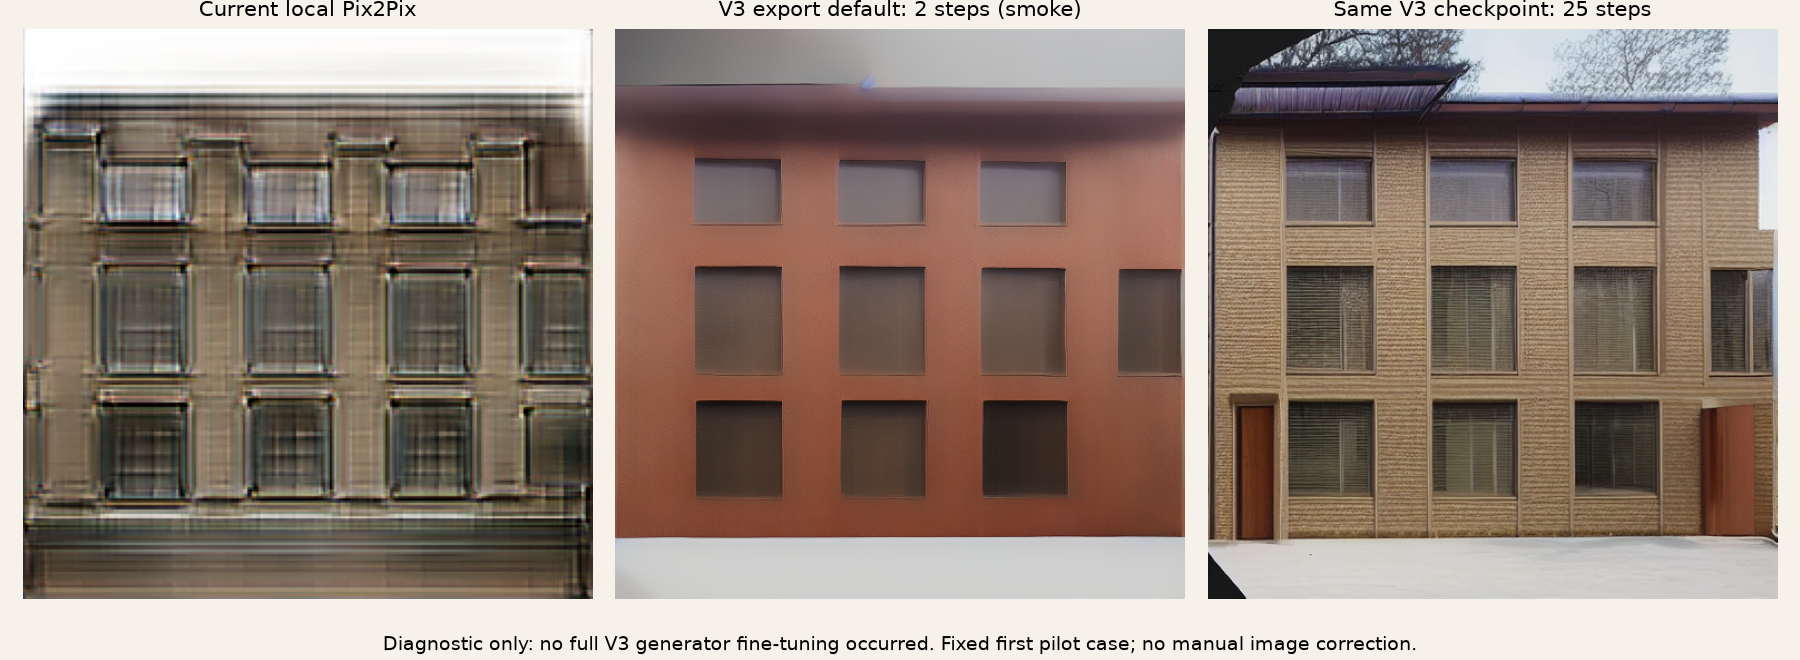 Current local Pix2Pix
V3 export default: 2 steps (smoke)
Same V3 checkpoint: 25 steps
Diagnostic only: no full V3 generator fine-tuning occurred. Fixed first pilot case; no manual image correction.